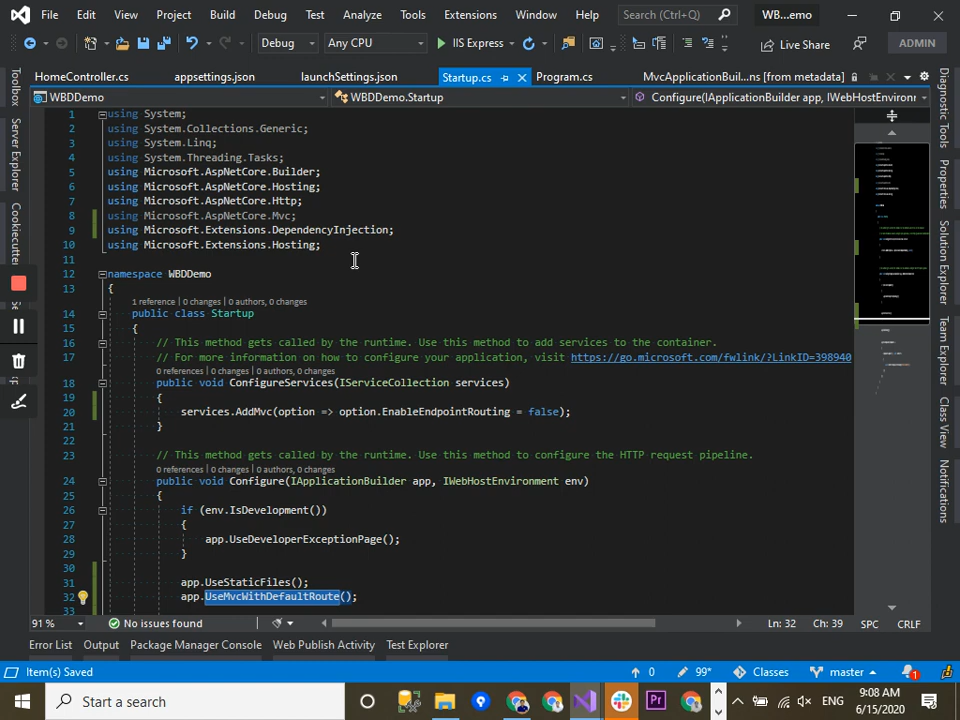 File Edit View Project Build Debug Test Analyze Tools Extensions Window Help Search (Ctrl+Q) WB...emo
Debug Any CPU IIS Express Live Share ADMIN
HomeController.cs appsettings.json launchSettings.json Startup.cs Program.cs MvcApplicationBuil...ns [from metadata]
WBDDemo WBDDemo.Startup Configure(IApplicationBuilder app, IWebHostEnvironr
Toolbox
Server Explorer
Cookiecutter
1 using System;
2 using System.Collections.Generic;
3 using System.Linq;
4 using System.Threading.Tasks;
5 using Microsoft.AspNetCore.Builder;
6 using Microsoft.AspNetCore.Hosting;
7 using Microsoft.AspNetCore.Http;
8 using Microsoft.AspNetCore.Mvc;
9 using Microsoft.Extensions.DependencyInjection;
10 using Microsoft.Extensions.Hosting;
11
12 namespace WBDDemo
13 {
1 reference | 0 changes | 0 authors, 0 changes
14 public class Startup
15 {
16 // This method gets called by the runtime. Use this method to add services to the container.
17 // For more information on how to configure your application, visit https://go.microsoft.com/fwlink/?LinkID=398940
0 references | 0 changes | 0 authors, 0 changes
18 public void ConfigureServices(IServiceCollection services)
19 {
20 services.AddMvc(option => option.EnableEndpointRouting = false);
21 }
22
23 // This method gets called by the runtime. Use this method to configure the HTTP request pipeline.
0 references | 0 changes | 0 authors, 0 changes
24 public void Configure(IApplicationBuilder app, IWebHostEnvironment env)
25 {
26 if (env.IsDevelopment())
27 {
28 app.UseDeveloperExceptionPage();
29 }
30
31 app.UseStaticFiles();
32 app.UseMvcWithDefaultRoute();
33
Diagnostic Tools
Properties
Solution Explorer
Team Explorer
Class View
Notifications
91 % No issues found Ln: 32 Ch: 39 SPC CRLF
Error List Output Package Manager Console Web Publish Activity Test Explorer
Item(s) Saved 0 99* Classes master 1
Start a search Pr ENG 9:08 AM
6/15/2020